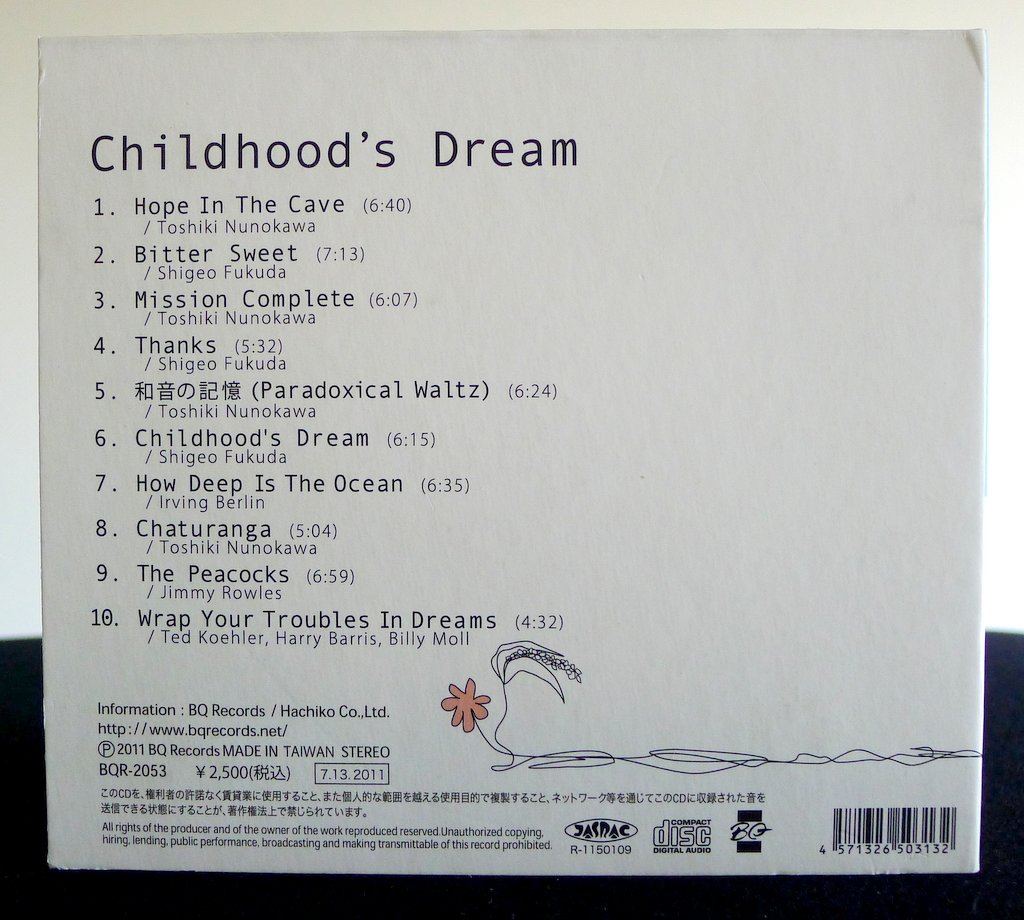 Childhood's Dream
1. Hope In The Cave (6:40)
/ Toshiki Nunokawa
2. Bitter Sweet (7:13)
/ Shigeo Fukuda
3. Mission Complete (6:07)
/ Toshiki Nunokawa
4. Thanks (5:32)
/ Shigeo Fukuda
5. 和音の記憶 (Paradoxical Waltz) (6:24)
/ Toshiki Nunokawa
6. Childhood's Dream (6:15)
/ Shigeo Fukuda
7. How Deep Is The Ocean (6:35)
/ Irving Berlin
8. Chaturanga (5:04)
/ Toshiki Nunokawa
9. The Peacocks (6:59)
/ Jimmy Rowles
10. Wrap Your Troubles In Dreams (4:32)
/ Ted Koehler, Harry Barris, Billy Moll
Information : BQ Records / Hachiko Co.,Ltd.
http://www.bqrecords.net/
Ⓟ2011 BQ Records MADE IN TAIWAN STEREO
BQR-2053 ¥2,500(税込) 7.13.2011
このCDを、権利者の許諾なく賃貸業に使用すること、また個人的な範囲を越える使用目的で複製すること、ネットワーク等を通じてこのCDに収録された音を
送信できる状態にすることが、著作権法上で禁じられています。
All rights of the producer and of the owner of the work reproduced reserved.Unauthorized copying,
hiring, lending, public performance, broadcasting and making transmittable of this record prohibited.
JASRAC
R-1150109
COMPACT
disc
DIGITAL AUDIO
BQ
4 571326 503132